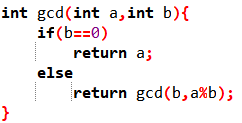 int gcd(int a,int b){
    if(b==0)
        return a;
    else
        return gcd(b,a%b);
}